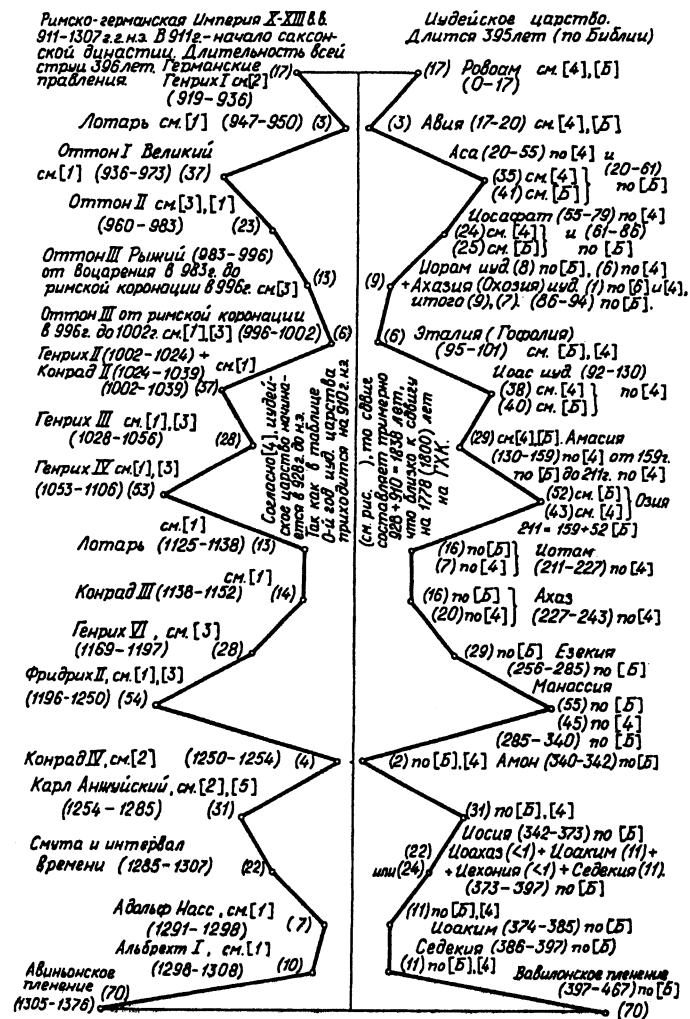 Римско-германская Империя X-XIII в.в.
911-1307 г.г. н.э. В 911г.- начало саксон-
ской династии. Длительность всей
струи 396 лет. Германские
правления.
Генрих I см[2] (17)
(919-936)
Лотарь см.[1] (947-950) (3)
Оттон I Великий
см.[1] (936-973) (37)
Оттон II см.[3],[1]
(960-983) (23)
Оттон III Рыжий (983-996)
от воцарения в 983г. до (13)
римской коронации в 996г. см[3]
Оттон III от римской коронации
в 996г. до 1002г. см.[1],[3] (996-1002) (6)
Генрих II (1002-1024) +
Конрад II (1024-1039) см.[1]
(1002-1039) (37)
Генрих III см.[1],[3]
(1028-1056) (28)
Генрих IV см.[1],[3]
(1053-1106) (53)
см.[1]
Лотарь (1125-1138) (13)
см.[1]
Конрад III (1138-1152) (14)
Генрих VI, см.[3]
(1169-1197) (28)
Фридрих II, см.[1],[3]
(1196-1250) (54)
Конрад IV, см.[2] (1250-1254) (4)
Карл Анжуйский, см.[2],[5]
(1254-1285) (31)
Смута и интервал
времени (1285-1307) (22)
Адольф Насс., см.[1] (7)
(1291-1298)
Альбрехт I, см.[1]
(1298-1308) (10)
Авиньонское
пленение (70)
(1305-1376)
Согласно [4], иудей-
ское царство начина-
ется в 928г. до н.э.
Так как в таблице
0-й год иуд. царства
приходится на 910г. н.э.
(см. рис. ), то сдвиг
составляет примерно
928+910=1838 лет,
что близко к сдвигу
на 1778 (1800) лет
на ГХК.
Иудейское царство.
Длится 395 лет (по Библии)
(17) Ровоам см.[4],[Б]
(0-17)
(3) Авия (17-20) см.[4],[Б]
Аса (20-55) по [4] и
(35) см.[4] (20-61)
(41) см.[Б] } по [Б]
Иосафат (55-79) по [4]
(24) см.[4] } и (61-86)
(25) см.[Б] по [Б]
Иорам иуд. (8) по [Б], (6) по [4]
(9) + Ахазия (Охозия) иуд. (1) по [Б] и [4],
итого (9), (7). (86-94) по [Б].
(6) Эталия (Гофолия)
(95-101) см. [Б],[4]
Иоас иуд. (92-130)
(38) см.[4] } по [4]
(40) см.[Б]
(29) см[4],[Б]. Амасия
(130-159) по [4] от 159г.
по [Б] до 211г. по [4]
(52) см.[Б] } Озия
(43) см.[4]
211 = 159+52 [Б]
(16) по [Б] } Иотам
(7) по [4] (211-227) по [4]
(16) по [Б] } Ахаз
(20) по [4] (227-243) по [4]
(29) по [Б] Езекия
(256-285) по [Б]
Манассия
(55) по [Б]
(45) по [4]
(285-340) по [Б]
(2) по [Б],[4] Амон (340-342) по [Б]
(31) по [Б],[4]
Иосия (342-373) по [Б]
(22) Иоахаз (<1) + Иоаким (11) +
или (24) + Иехония (<1) + Седекия (11).
(373-397) по [Б]
(11) по [Б],[4]
Иоаким (374-385) по [Б]
Седекия (386-397) по [Б]
(11) по [Б],[4]
Вавилонское пленение
(397-467) по [Б]
(70)